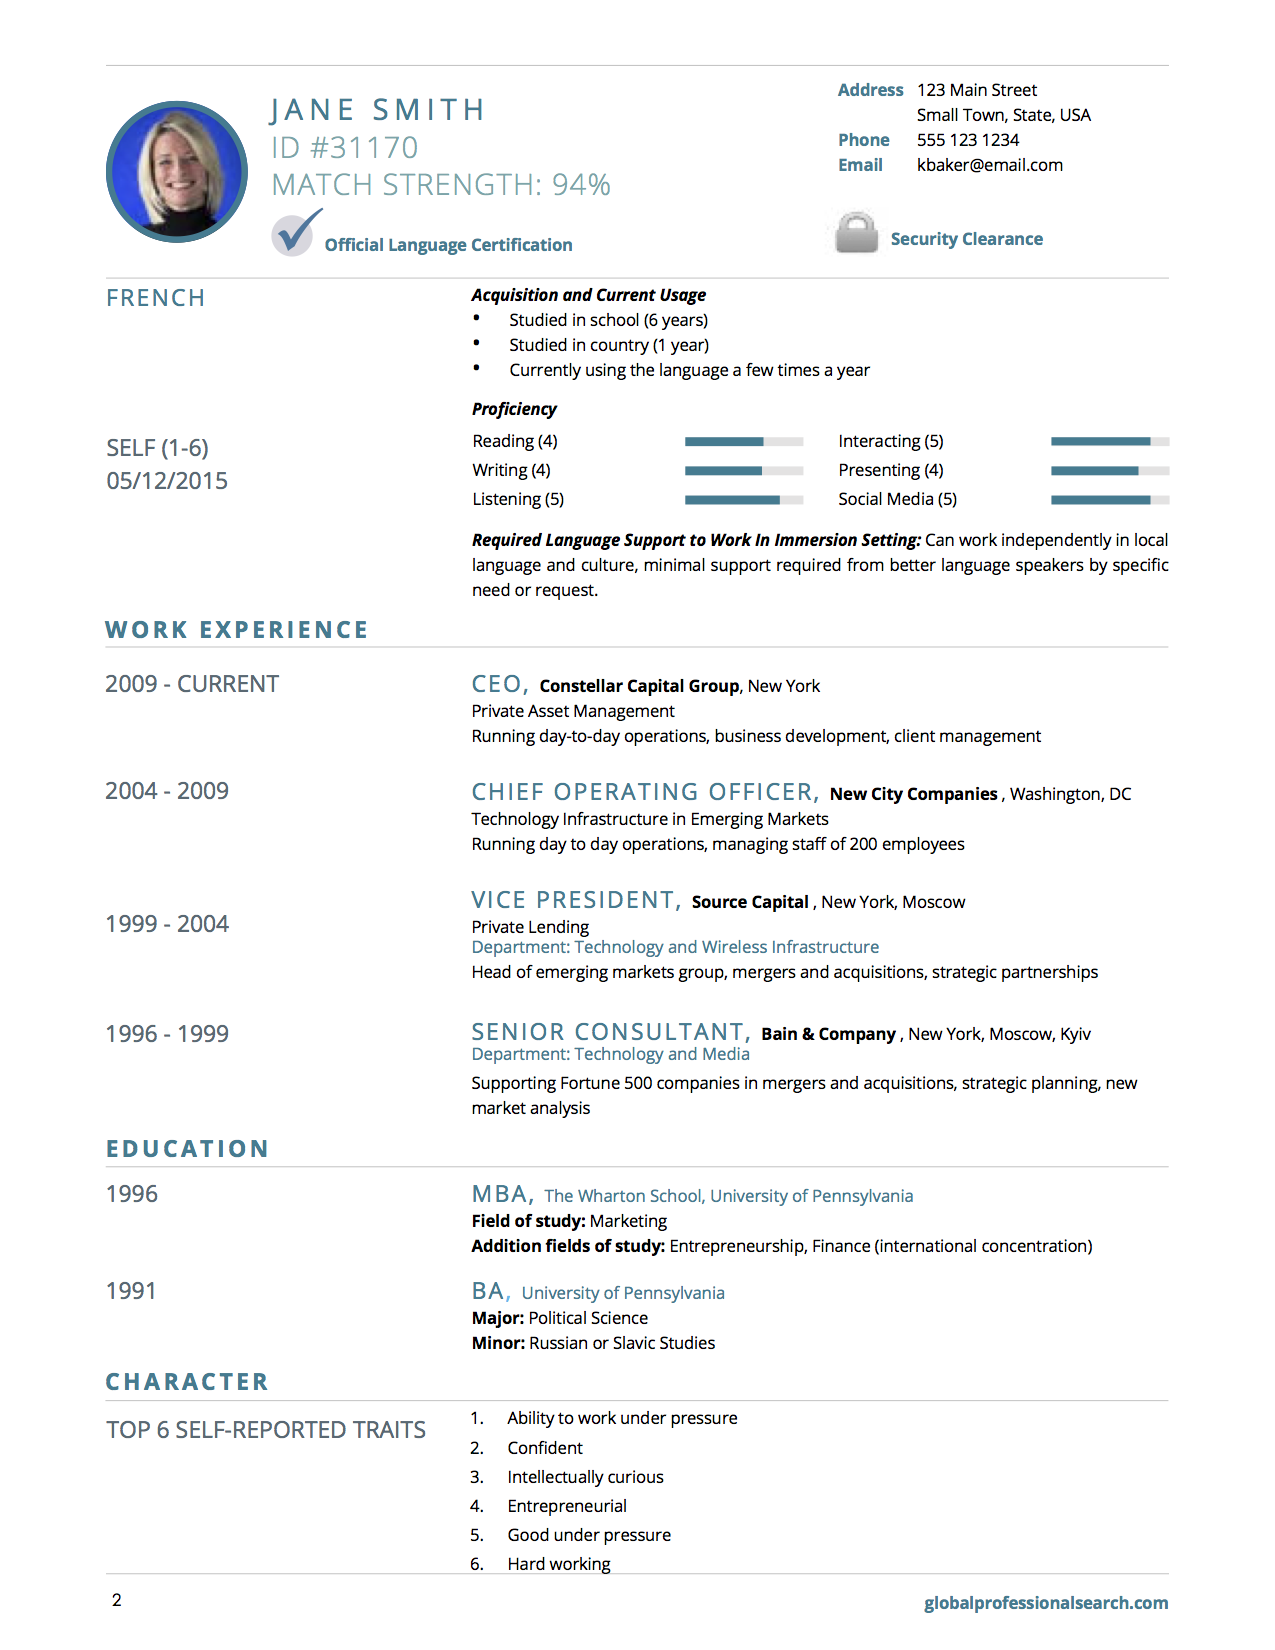 JANE SMITH
ID #31170
MATCH STRENGTH: 94%
Official Language Certification
Address 123 Main Street
Small Town, State, USA
Phone 555 123 1234
Email kbaker@email.com
Security Clearance
FRENCH
Acquisition and Current Usage
• Studied in school (6 years)
• Studied in country (1 year)
• Currently using the language a few times a year
SELF (1-6)
05/12/2015
Proficiency
Reading (4)
Interacting (5)
Writing (4)
Presenting (4)
Listening (5)
Social Media (5)
Required Language Support to Work In Immersion Setting: Can work independently in local
language and culture, minimal support required from better language speakers by specific
need or request.
WORK EXPERIENCE
2009 - CURRENT
CEO, Constellar Capital Group, New York
Private Asset Management
Running day-to-day operations, business development, client management
2004 - 2009
CHIEF OPERATING OFFICER, New City Companies , Washington, DC
Technology Infrastructure in Emerging Markets
Running day to day operations, managing staff of 200 employees
1999 - 2004
VICE PRESIDENT, Source Capital , New York, Moscow
Private Lending
Department: Technology and Wireless Infrastructure
Head of emerging markets group, mergers and acquisitions, strategic partnerships
1996 - 1999
SENIOR CONSULTANT, Bain & Company , New York, Moscow, Kyiv
Department: Technology and Media
Supporting Fortune 500 companies in mergers and acquisitions, strategic planning, new
market analysis
EDUCATION
1996
MBA, The Wharton School, University of Pennsylvania
Field of study: Marketing
Addition fields of study: Entrepreneurship, Finance (international concentration)
1991
BA, University of Pennsylvania
Major: Political Science
Minor: Russian or Slavic Studies
CHARACTER
TOP 6 SELF-REPORTED TRAITS
1. Ability to work under pressure
2. Confident
3. Intellectually curious
4. Entrepreneurial
5. Good under pressure
6. Hard working
2
globalprofessionalsearch.com